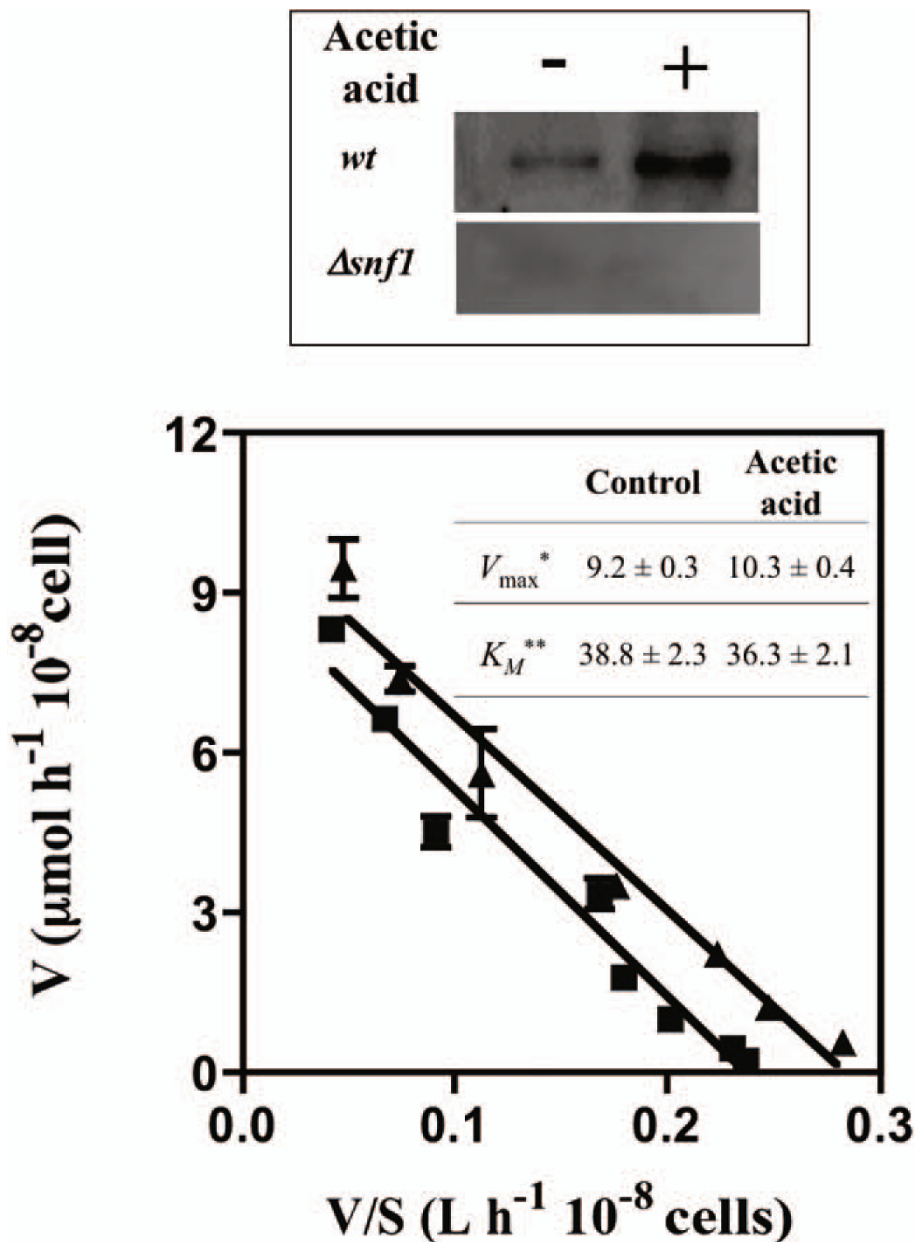 Acetic acid - +
wt
Δsnf1
12
9
6
3
0
V (μmol h⁻¹ 10⁻⁸ cell)
Control Acetic acid
Vmax* 9.2 ± 0.3 10.3 ± 0.4
KM** 38.8 ± 2.3 36.3 ± 2.1
0.0 0.1 0.2 0.3
V/S (L h⁻¹ 10⁻⁸ cells)